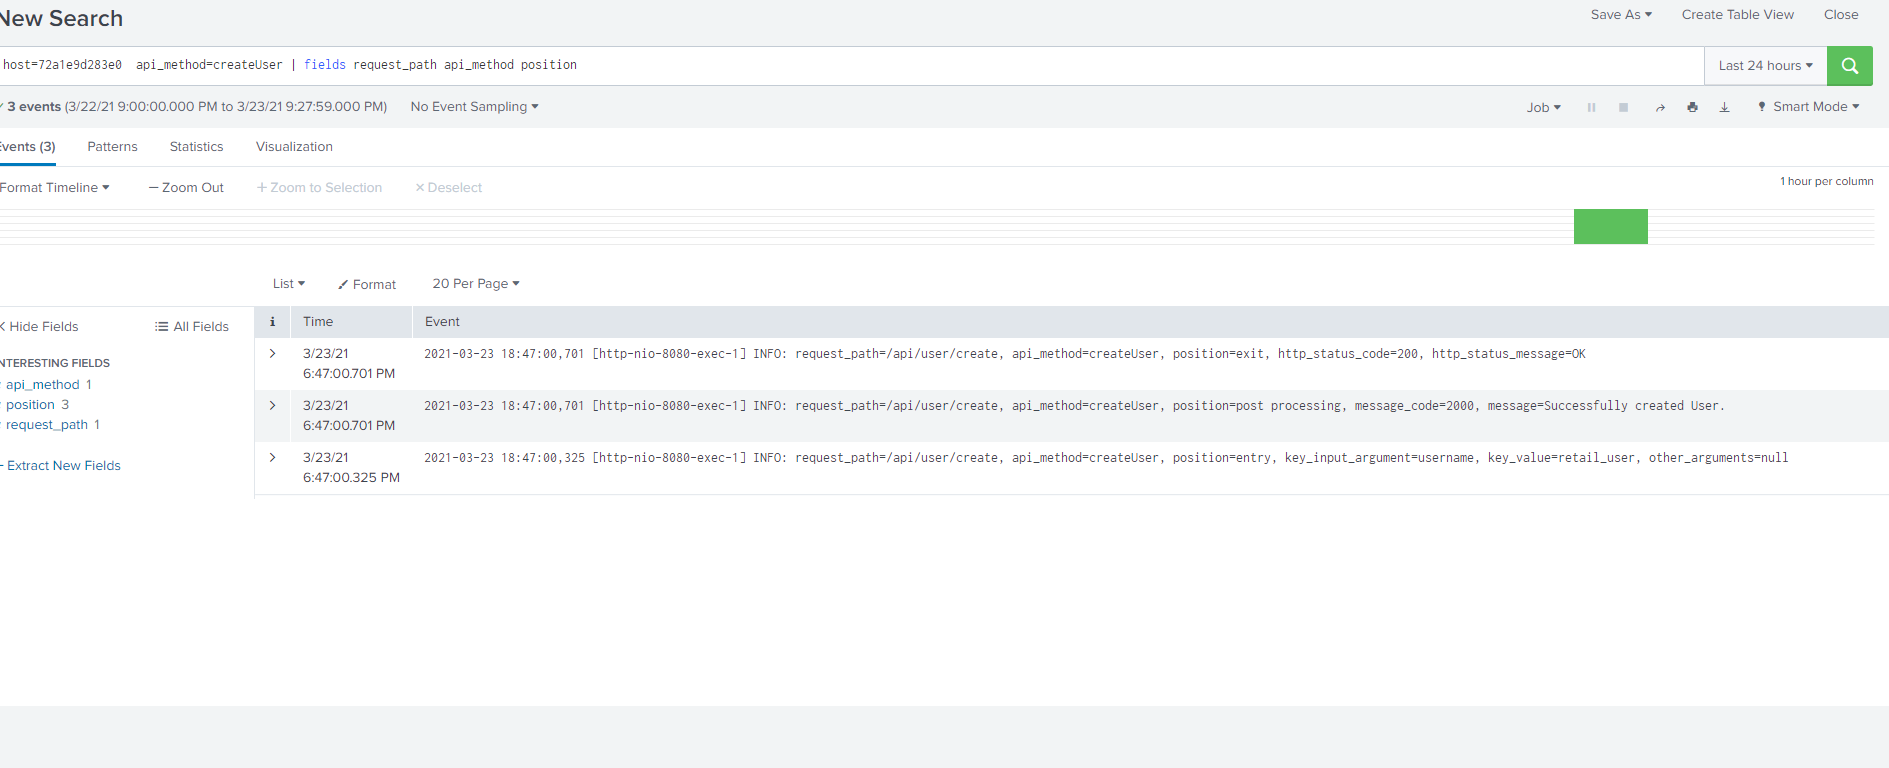 New Search
Save As
Create Table View
Close
host=72a1e9d283e0 api_method=createUser | fields request_path api_method position
Last 24 hours
3 events (3/22/21 9:00:00.000 PM to 3/23/21 9:27:59.000 PM)
No Event Sampling
Job
Smart Mode
Events (3)
Patterns
Statistics
Visualization
Format Timeline
— Zoom Out
+ Zoom to Selection
× Deselect
1 hour per column
List
Format
20 Per Page
< Hide Fields
All Fields
i
Time
Event
INTERESTING FIELDS
api_method 1
position 3
request_path 1
+ Extract New Fields
3/23/21
6:47:00.701 PM
2021-03-23 18:47:00,701 [http-nio-8080-exec-1] INFO: request_path=/api/user/create, api_method=createUser, position=exit, http_status_code=200, http_status_message=OK
3/23/21
6:47:00.701 PM
2021-03-23 18:47:00,701 [http-nio-8080-exec-1] INFO: request_path=/api/user/create, api_method=createUser, position=post processing, message_code=2000, message=Successfully created User.
3/23/21
6:47:00.325 PM
2021-03-23 18:47:00,325 [http-nio-8080-exec-1] INFO: request_path=/api/user/create, api_method=createUser, position=entry, key_input_argument=username, key_value=retail_user, other_arguments=null